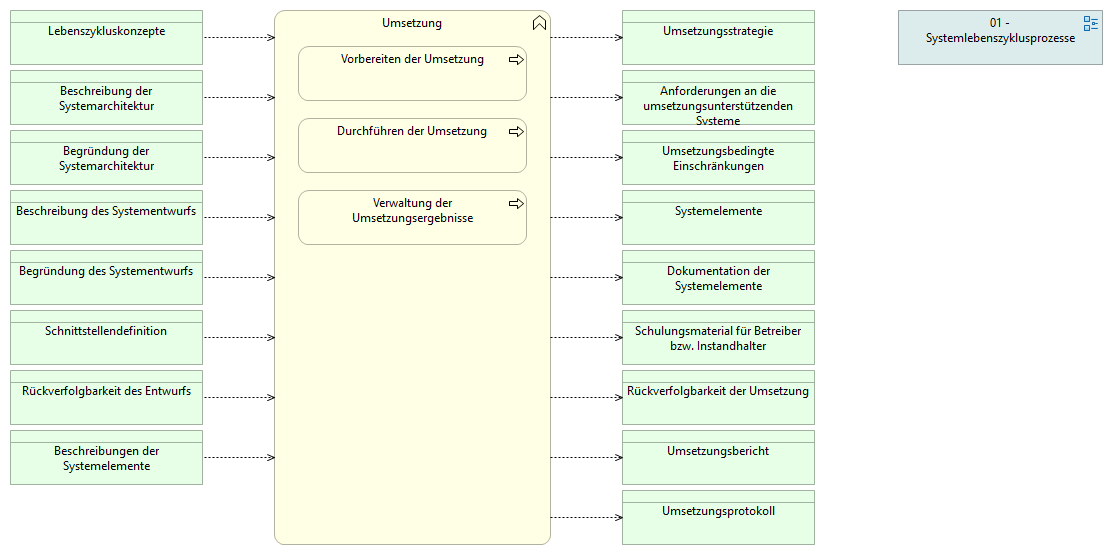 Lebenszykluskonzepte
Beschreibung der
Systemarchitektur
Begründung der
Systemarchitektur
Beschreibung des Systementwurfs
Begründung des Systementwurfs
Schnittstellendefinition
Rückverfolgbarkeit des Entwurfs
Beschreibungen der
Systemelemente
Umsetzung
Vorbereiten der Umsetzung
Durchführen der Umsetzung
Verwaltung der
Umsetzungsergebnisse
Umsetzungsstrategie
Anforderungen an die
umsetzungsunterstützenden
Systeme
Umsetzungsbedingte
Einschränkungen
Systemelemente
Dokumentation der
Systemelemente
Schulungsmaterial für Betreiber
bzw. Instandhalter
Rückverfolgbarkeit der Umsetzung
Umsetzungsbericht
Umsetzungsprotokoll
01 -
Systemlebenszyklusprozesse